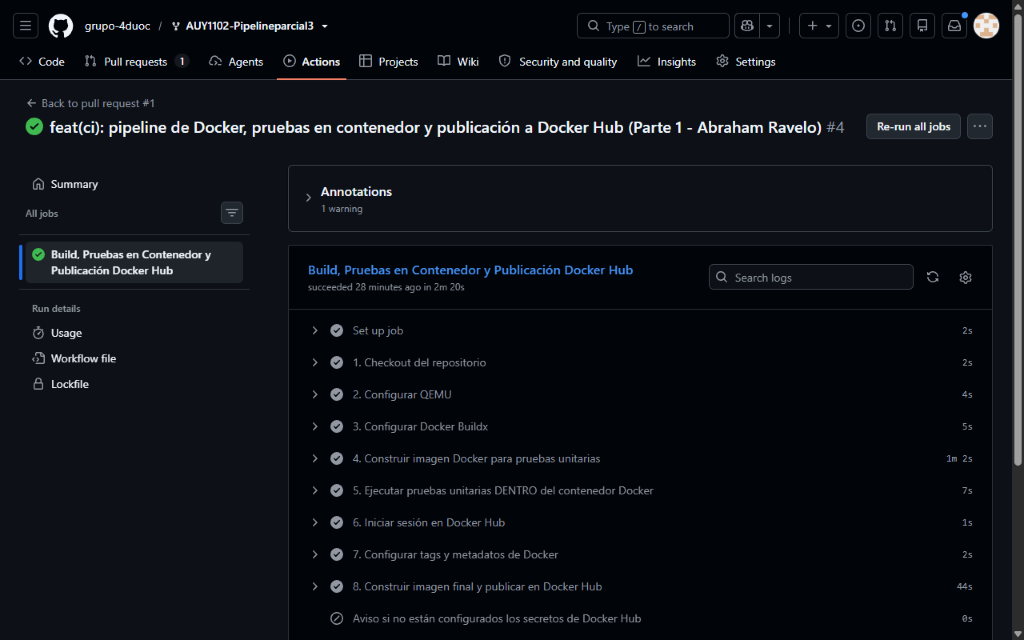 grupo-4duoc / AUY1102-Pipelineparcial3
Type / to search
Code
Pull requests 1
Agents
Actions
Projects
Wiki
Security and quality
Insights
Settings
Back to pull request #1
feat(ci): pipeline de Docker, pruebas en contenedor y publicación a Docker Hub (Parte 1 - Abraham Ravelo) #4
Re-run all jobs
Summary
All jobs
Build, Pruebas en Contenedor y
Publicación Docker Hub
Run details
Usage
Workflow file
Lockfile
Annotations
1 warning
Build, Pruebas en Contenedor y Publicación Docker Hub
succeeded 28 minutes ago in 2m 20s
Search logs
Set up job 2s
1. Checkout del repositorio 2s
2. Configurar QEMU 4s
3. Configurar Docker Buildx 5s
4. Construir imagen Docker para pruebas unitarias 1m 2s
5. Ejecutar pruebas unitarias DENTRO del contenedor Docker 7s
6. Iniciar sesión en Docker Hub 1s
7. Configurar tags y metadatos de Docker 2s
8. Construir imagen final y publicar en Docker Hub 44s
Aviso si no están configurados los secretos de Docker Hub 0s